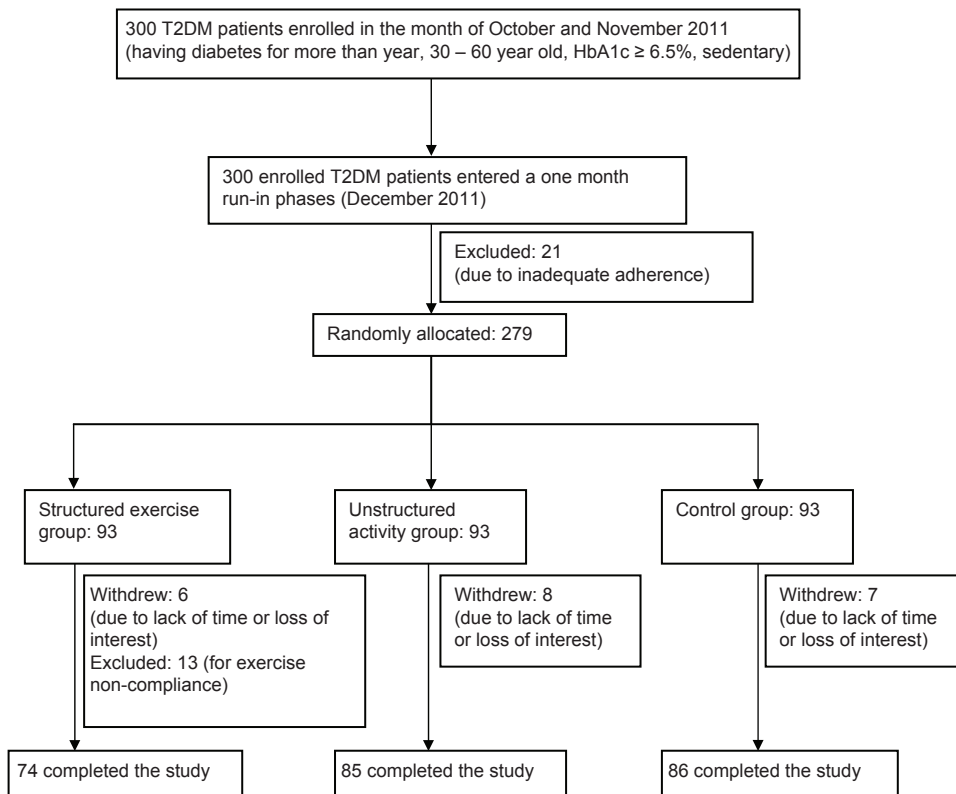 300 T2DM patients enrolled in the month of October and November 2011
(having diabetes for more than year, 30 – 60 year old, HbA1c ≥ 6.5%, sedentary)
300 enrolled T2DM patients entered a one month
run-in phases (December 2011)
Excluded: 21
(due to inadequate adherence)
Randomly allocated: 279
Structured exercise
group: 93
Unstructured
activity group: 93
Control group: 93
Withdrew: 6
(due to lack of time or loss of
interest)
Excluded: 13 (for exercise
non-compliance)
Withdrew: 8
(due to lack of time
or loss of interest)
Withdrew: 7
(due to lack of time
or loss of interest)
74 completed the study
85 completed the study
86 completed the study